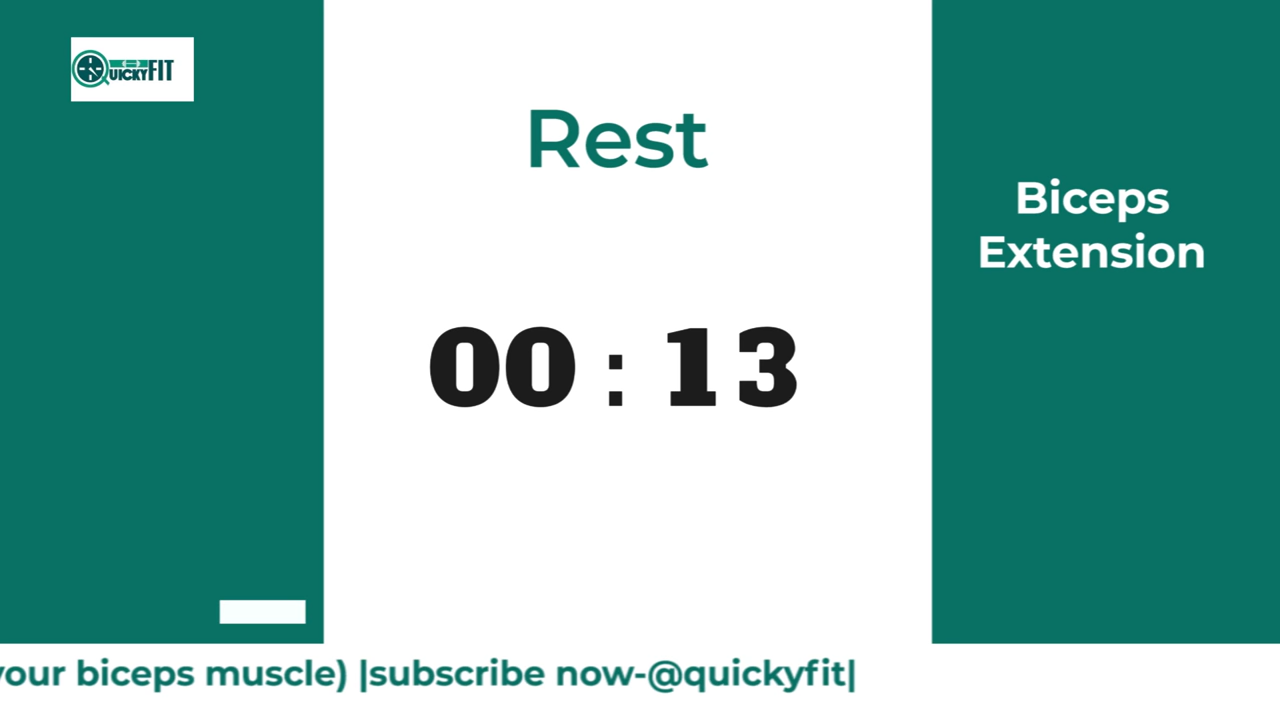 QuickyFIT
Rest
Biceps
Extension
00 : 13
your biceps muscle) |subscribe now-@quickyfit|